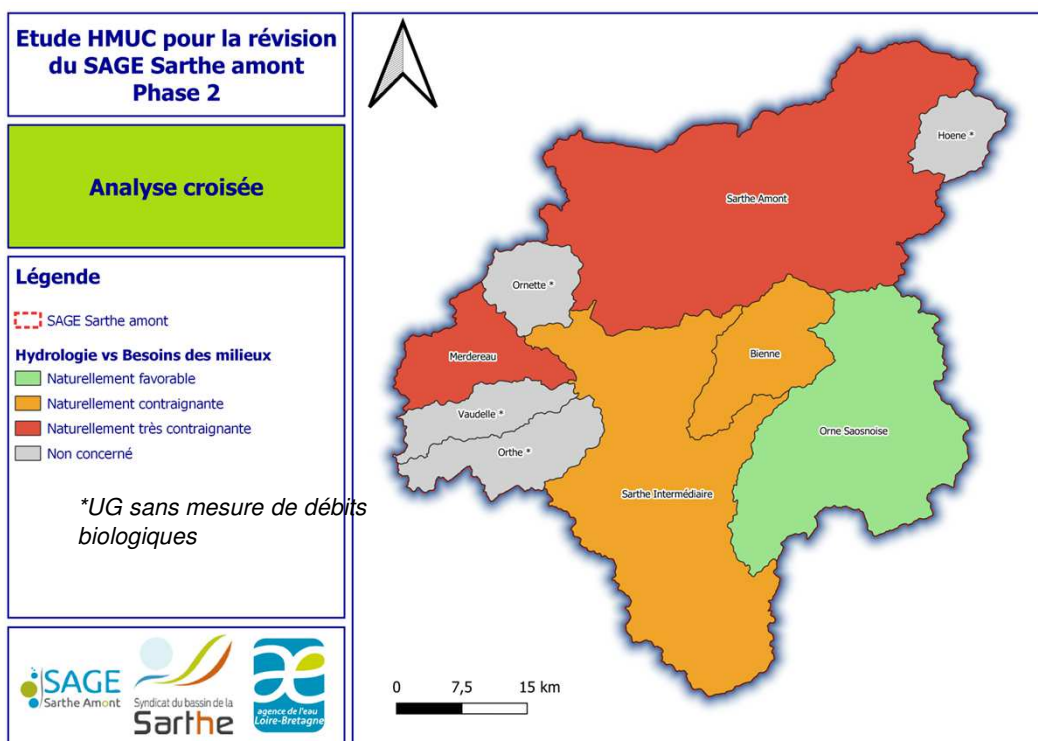 Etude HMUC pour la révision
du SAGE Sarthe amont
Phase 2
Analyse croisée
Légende
SAGE Sarthe amont
Hydrologie vs Besoins des milieux
Naturellement favorable
Naturellement contraignante
Naturellement très contraignante
Non concerné
*UG sans mesure de débits
biologiques
SAGE
Sarthe Amont
Syndicat du bassin de la
Sarthe
agence de l'eau
Loire-Bretagne
Hoene *
Sarthe Amont
Ornette *
Merdereau
Bienne
Vaudelle *
Orne Saosnoise
Orthe *
Sarthe Intermédiaire
0 7,5 15 km